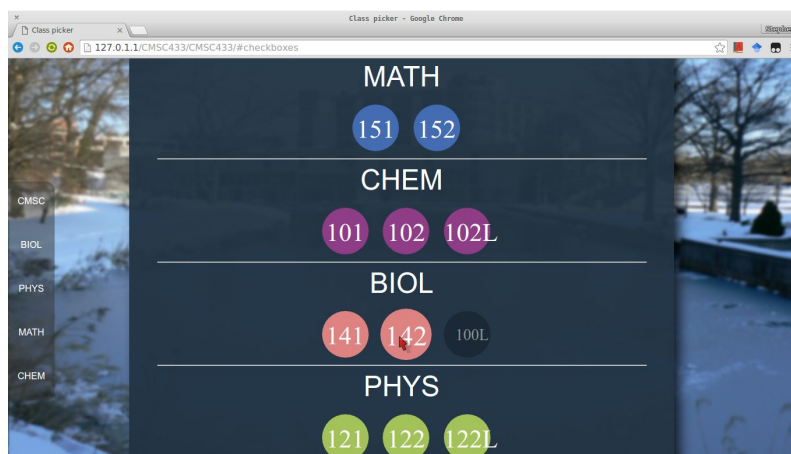 Class picker - Google Chrome
Class picker
127.0.1.1/CMSC433/CMSC433/#checkboxes
MATH
151 152
CHEM
101 102 102L
BIOL
141 142 100L
PHYS
121 122 122L
CMSC
BIOL
PHYS
MATH
CHEM